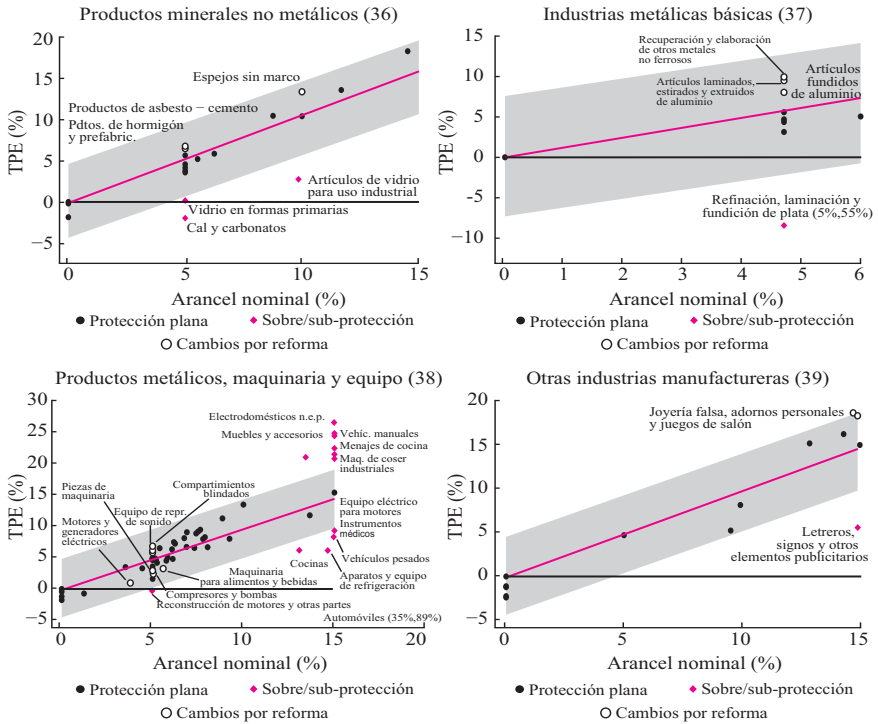 Productos minerales no metálicos (36)
TPE (%)
20
15
10
5
0
−5
Espejos sin marco
Productos de asbesto − cemento
Pdtos. de hormigón
y prefabric.
Artículos de vidrio
para uso industrial
Vidrio en formas primarias
Cal y carbonatos
0
5
10
15
Arancel nominal (%)
Protección plana
Sobre/sub-protección
Cambios por reforma
Industrias metálicas básicas (37)
TPE (%)
15
10
5
0
-5
−10
Recuperación y elaboración
de otros metales
no ferrosos
Artículos laminados,
estirados y extruidos
de aluminio
Artículos
fundidos
de aluminio
Refinación, laminación y
fundición de plata (5%,55%)
0
1
2
3
4
5
6
Arancel nominal (%)
Protección plana
Sobre/sub-protección
Cambios por reforma
Productos metálicos, maquinaria y equipo (38)
TPE (%)
30
25
20
15
10
5
0
−5
Electrodomésticos n.e.p.
Muebles y accesorios
Vehíc. manuales
Menajes de cocina
Maq. de coser
industriales
Piezas de
maquinaria
Compartimientos
blindados
Equipo de repr.
de sonido
Motores y
generadores
eléctricos
Equipo eléctrico
para motores
Instrumentos
médicos
Vehículos pesados
Cocinas
Aparatos y equipo
de refrigeración
Maquinaria
para alimentos y bebidas
Compresores y bombas
Reconstrucción de motores y otras partes
Automóviles (35%,89%)
0
5
10
15
20
Arancel nominal (%)
Protección plana
Sobre/sub-protección
Cambios por reforma
Otras industrias manufactureras (39)
TPE (%)
20
15
10
5
0
−5
Joyería falsa, adornos personales
y juegos de salón
Letreros,
signos y otros
elementos publicitarios
0
5
10
15
Arancel nominal (%)
Protección plana
Sobre/sub-protección
Cambios por reforma